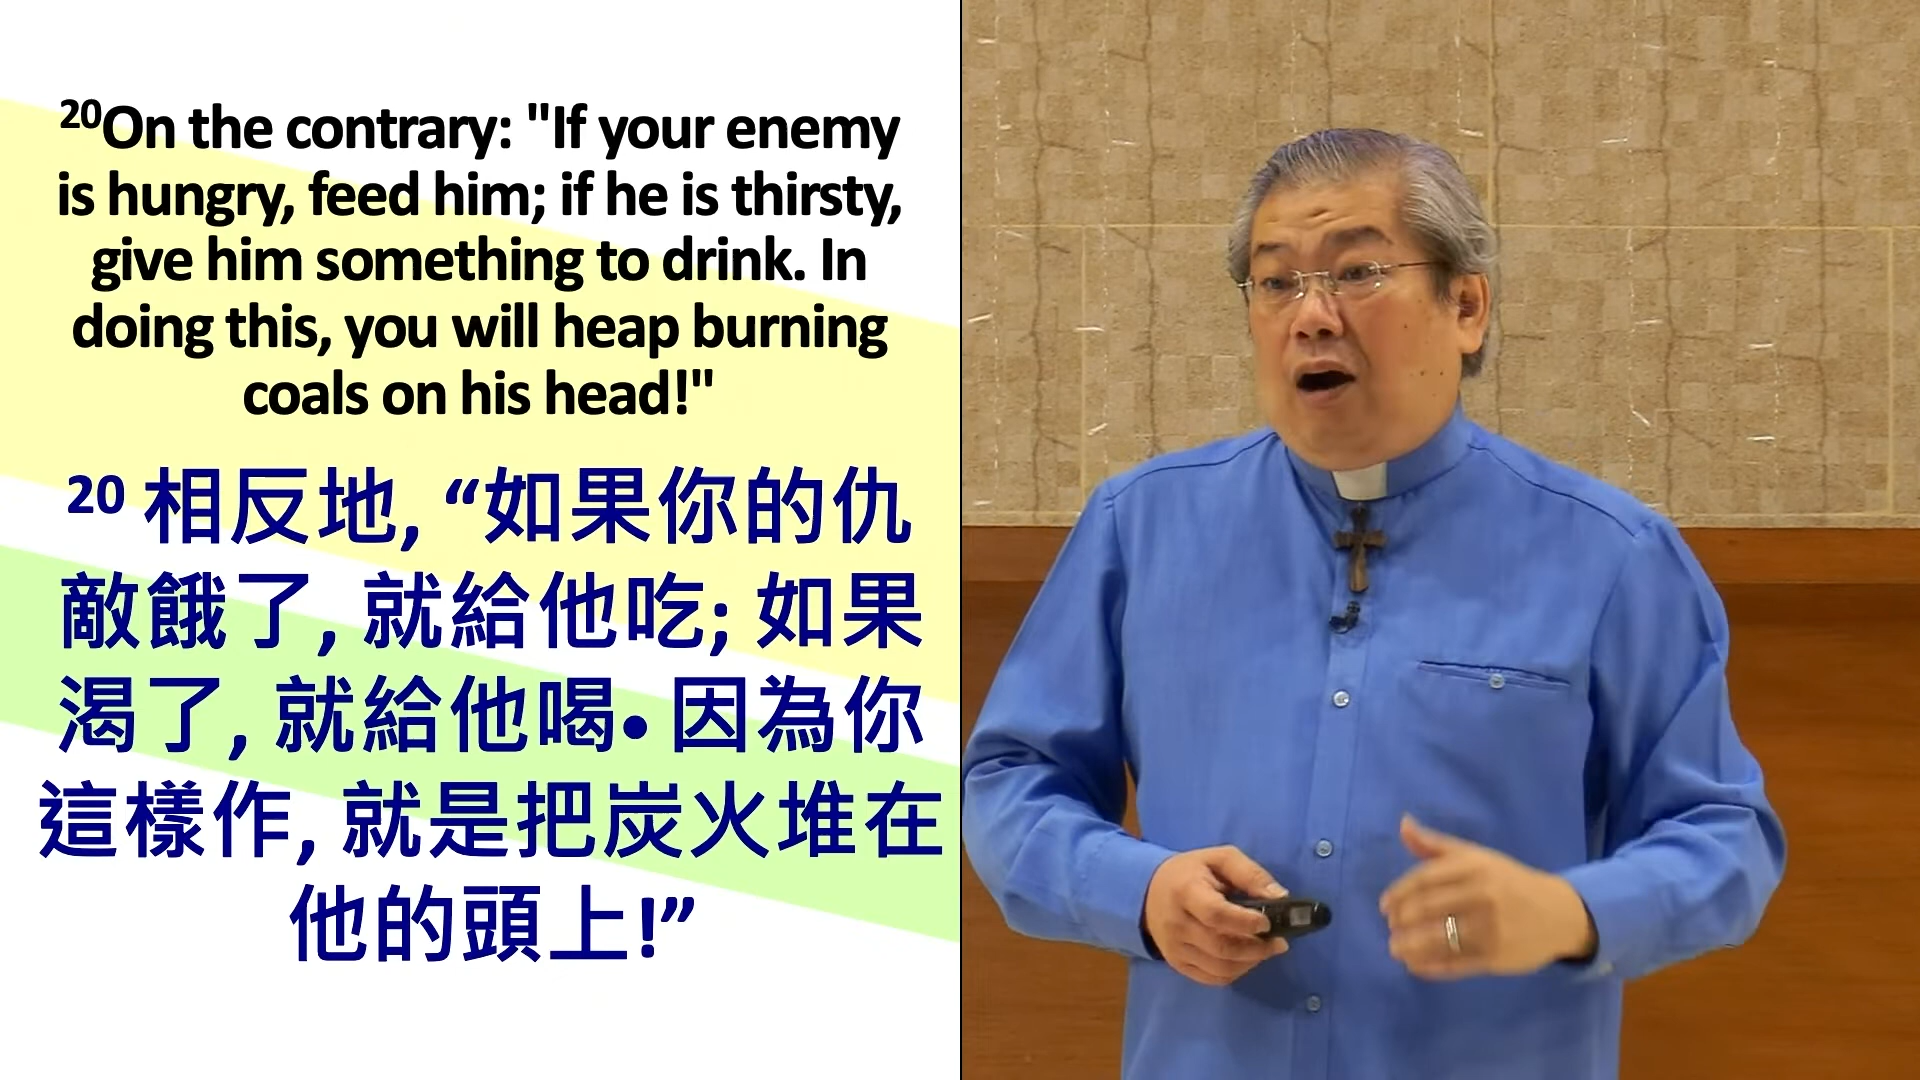 20On the contrary: "If your enemy
is hungry, feed him; if he is thirsty,
give him something to drink. In
doing this, you will heap burning
coals on his head!"
20 相反地, “如果你的仇
敵餓了, 就給他吃; 如果
渴了, 就給他喝• 因為你
這樣作, 就是把炭火堆在
他的頭上!”